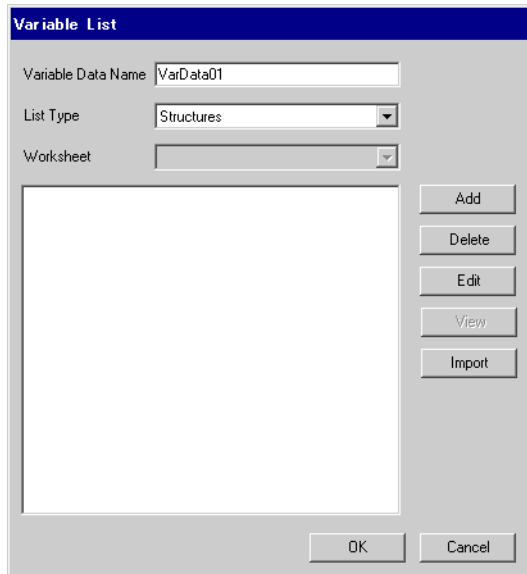 Variable List
Variable Data Name VarData01
List Type Structures
Worksheet
Add
Delete
Edit
View
Import
OK Cancel